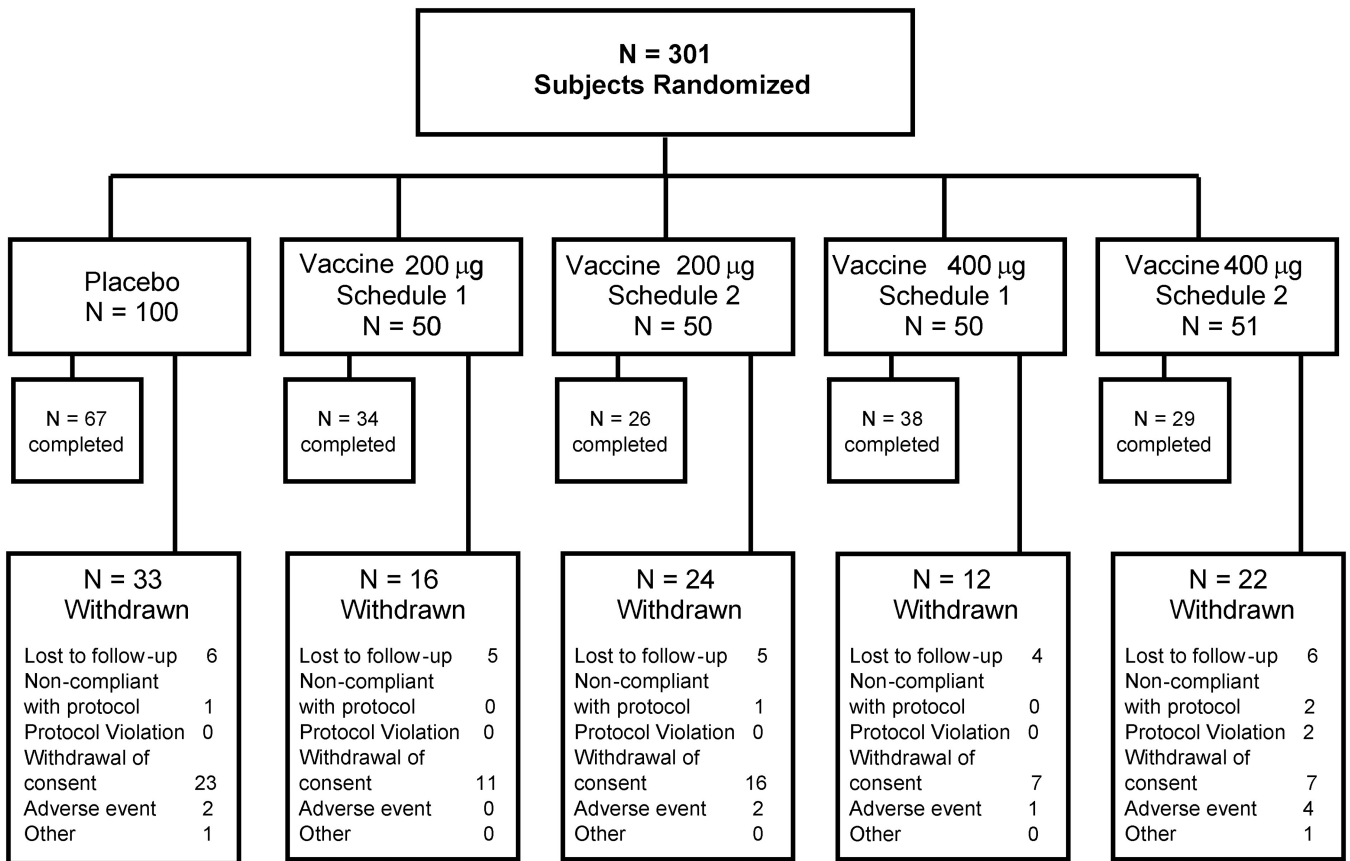 N = 301
Subjects Randomized
Placebo
N = 100
Vaccine 200 µg
Schedule 1
N = 50
Vaccine 200 µg
Schedule 2
N = 50
Vaccine 400 µg
Schedule 1
N = 50
Vaccine 400 µg
Schedule 2
N = 51
N = 67
completed
N = 34
completed
N = 26
completed
N = 38
completed
N = 29
completed
N = 33
Withdrawn
Lost to follow-up 6
Non-compliant
with protocol 1
Protocol Violation 0
Withdrawal of
consent 23
Adverse event 2
Other 1
N = 16
Withdrawn
Lost to follow-up 5
Non-compliant
with protocol 0
Protocol Violation 0
Withdrawal of
consent 11
Adverse event 0
Other 0
N = 24
Withdrawn
Lost to follow-up 5
Non-compliant
with protocol 1
Protocol Violation 0
Withdrawal of
consent 16
Adverse event 2
Other 0
N = 12
Withdrawn
Lost to follow-up 4
Non-compliant
with protocol 0
Protocol Violation 0
Withdrawal of
consent 7
Adverse event 1
Other 0
N = 22
Withdrawn
Lost to follow-up 6
Non-compliant
with protocol 2
Protocol Violation 2
Withdrawal of
consent 7
Adverse event 4
Other 1